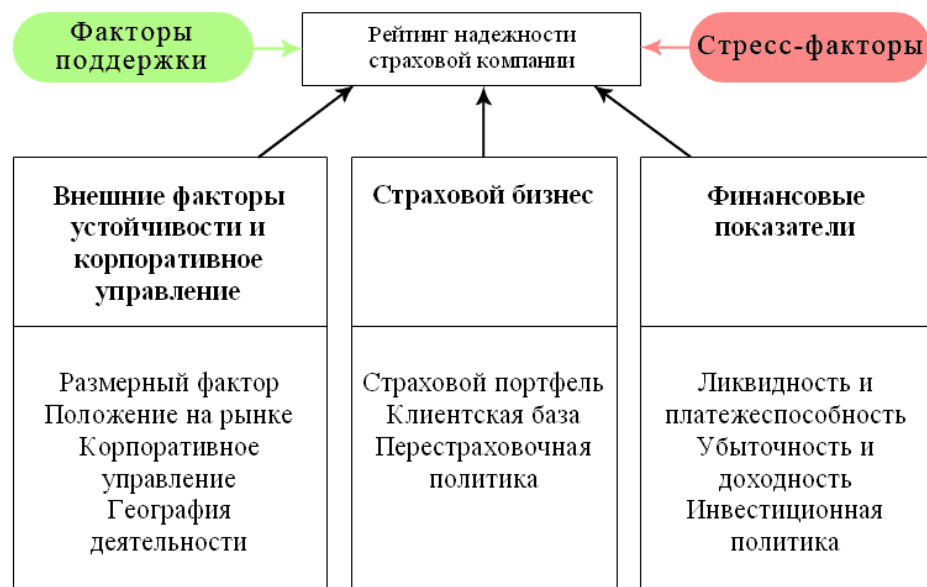 Факторы
поддержки
Рейтинг надежности
страховой компании
Стресс-факторы
Внешние факторы
устойчивости и
корпоративное
управление
Страховой бизнес
Финансовые
показатели
Размерный фактор
Положение на рынке
Корпоративное
управление
География
деятельности
Страховой портфель
Клиентская база
Перестраховочная
политика
Ликвидность и
платежеспособность
Убыточность и
доходность
Инвестиционная
политика